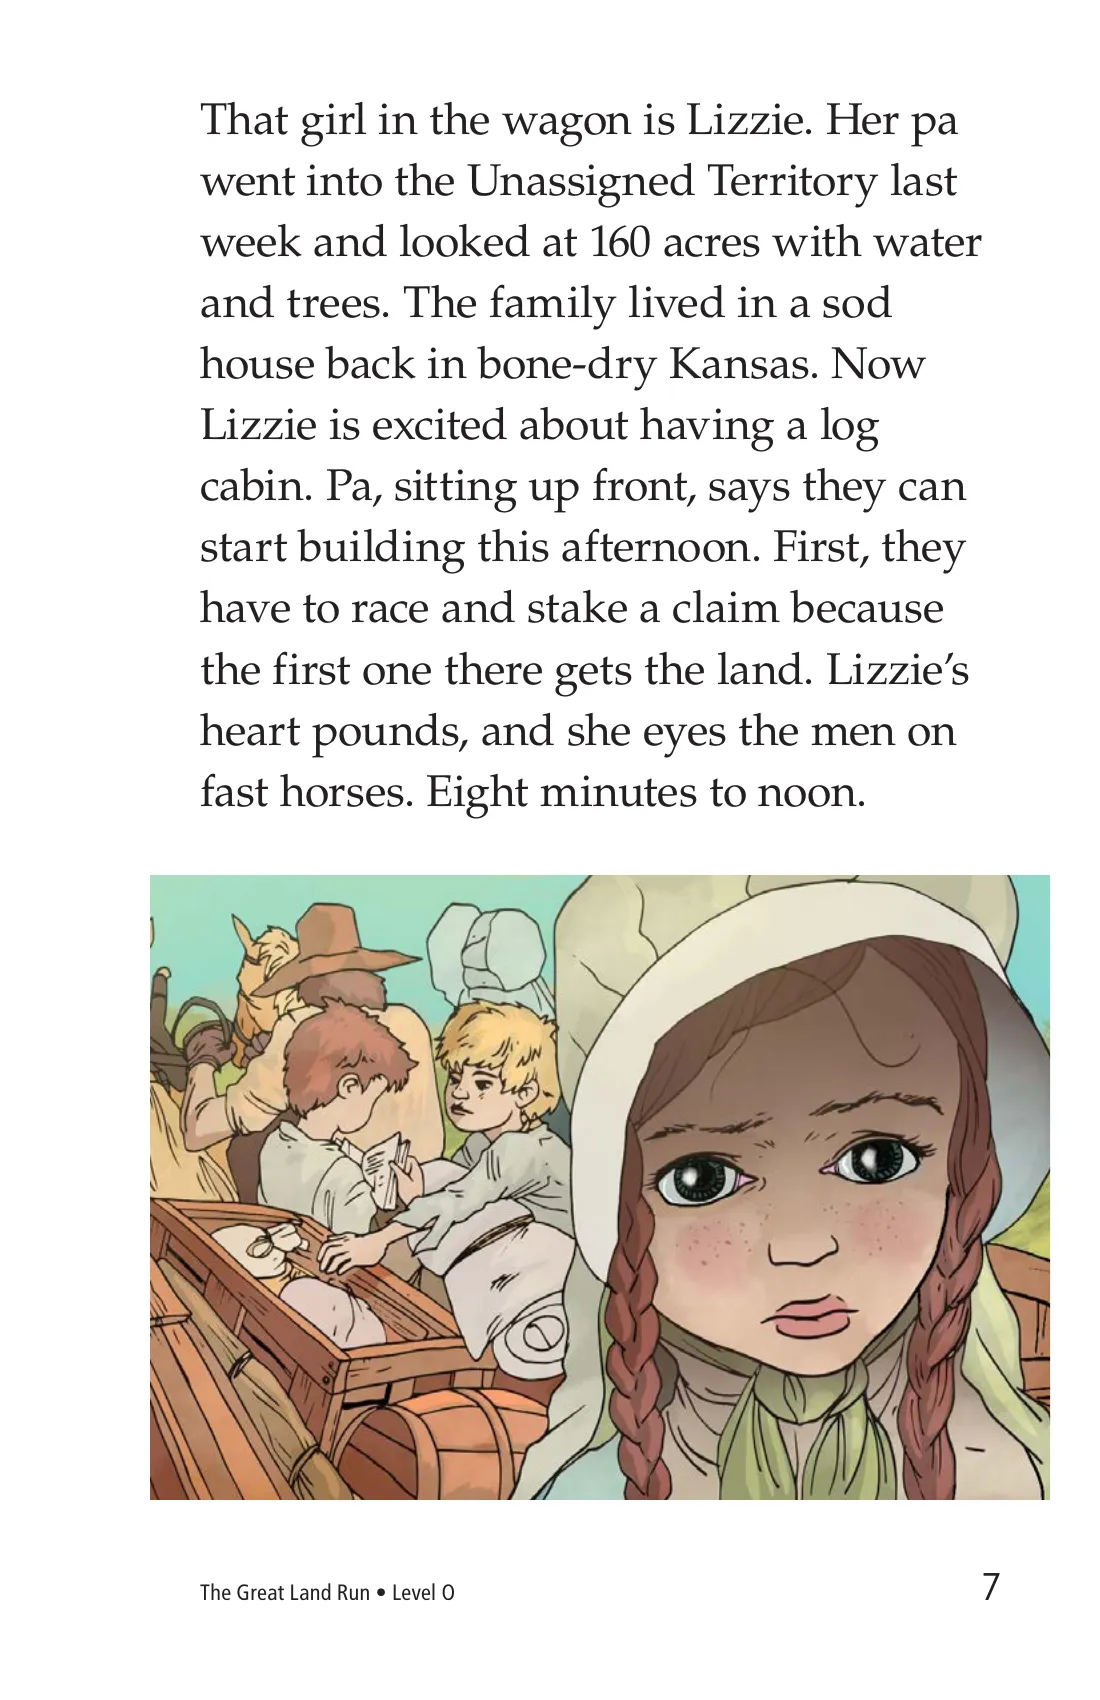 That girl in the wagon is Lizzie. Her pa
went into the Unassigned Territory last
week and looked at 160 acres with water
and trees. The family lived in a sod
house back in bone-dry Kansas. Now
Lizzie is excited about having a log
cabin. Pa, sitting up front, says they can
start building this afternoon. First, they
have to race and stake a claim because
the first one there gets the land. Lizzie’s
heart pounds, and she eyes the men on
fast horses. Eight minutes to noon.
The Great Land Run • Level O
7